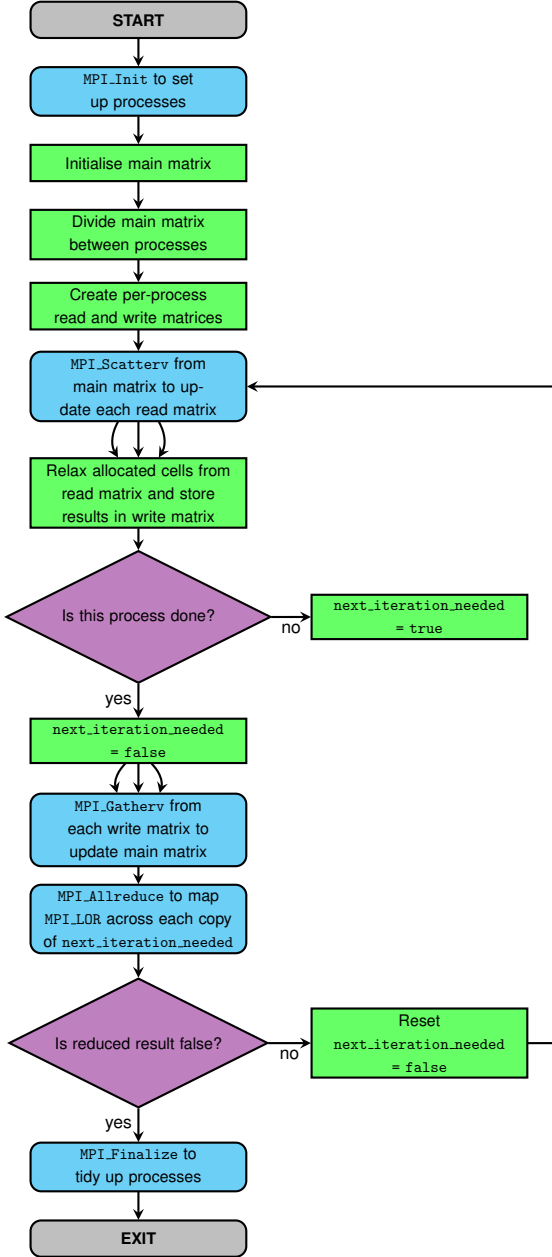 START
MPI_Init to set
up processes
Initialise main matrix
Divide main matrix
between processes
Create per-process
read and write matrices
MPI_Scatterv from
main matrix to up-
date each read matrix
Relax allocated cells from
read matrix and store
results in write matrix
Is this process done?
no
next_iteration_needed
= true
yes
next_iteration_needed
= false
MPI_Gatherv from
each write matrix to
update main matrix
MPI_Allreduce to map
MPI_LOR across each copy
of next_iteration_needed
Is reduced result false?
no
Reset
next_iteration_needed
= false
yes
MPI_Finalize to
tidy up processes
EXIT